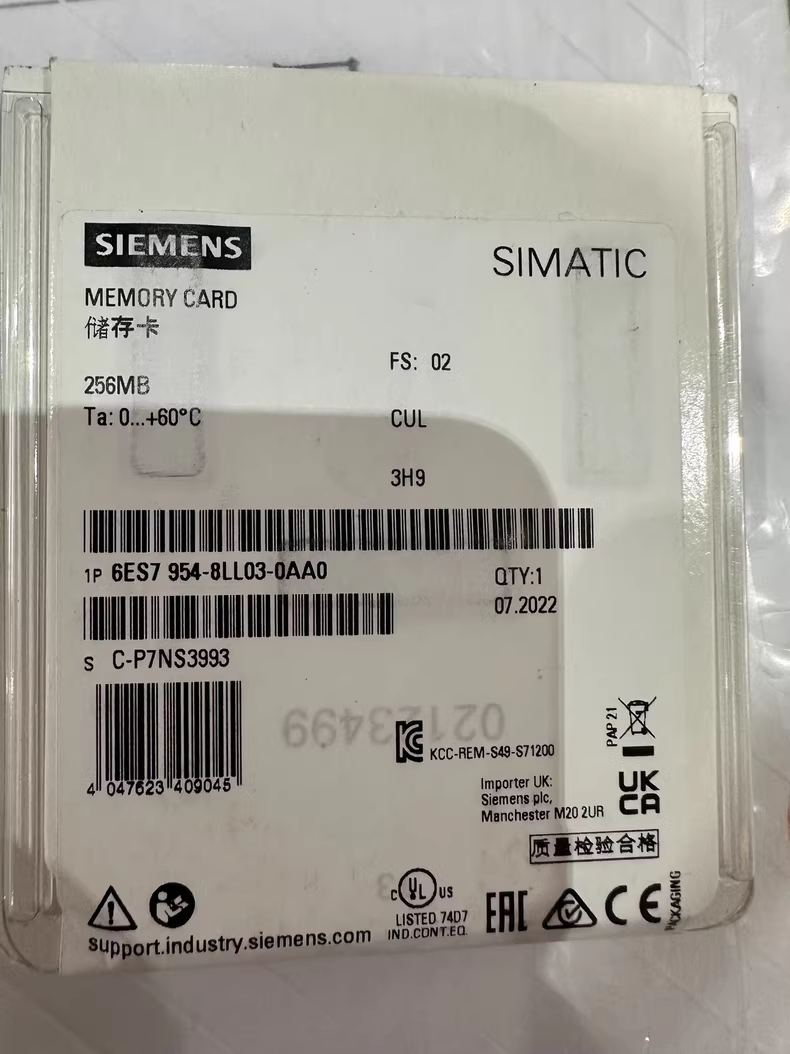 SIEMENS
SIMATIC
MEMORY CARD
储存卡
256MB
Ta: 0...+60°C
FS: 02
CUL
3H9
1P 6ES7 954-8LL03-0AA0
QTY:1
07.2022
S C-P7NS3993
02123499
4 047623 409045
KCC-REM-S49-S71200
PAP 21
Importer UK:
Siemens plc,
Manchester M20 2UR
UK
CA
质量检验合格
C UL US
LISTED 74D7
IND.CONT.EQ.
EAC
CE
PACKAGING
support.industry.siemens.com